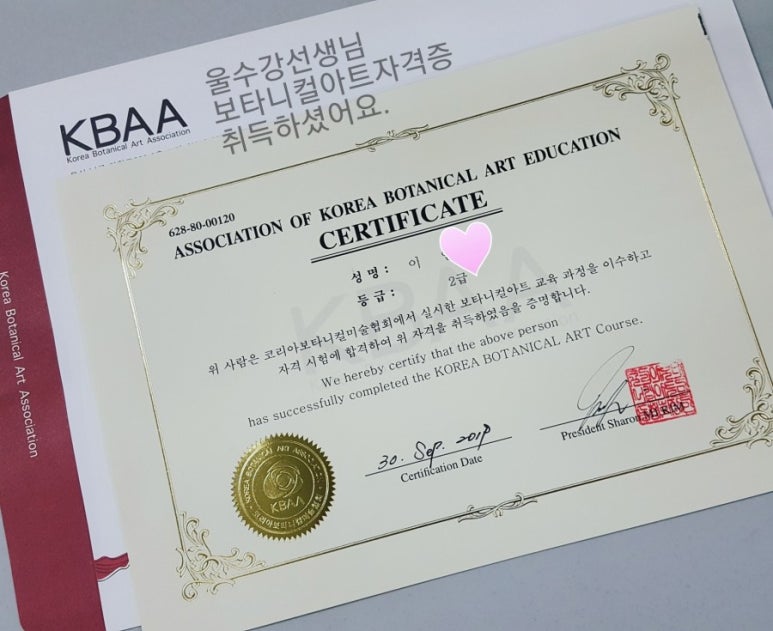 울수강선생님
보타니컬아트자격증
취득하셨어요.
KBAA
Korea Botanical Art Association
628-80-00120
ASSOCIATION OF KOREA BOTANICAL ART EDUCATION
CERTIFICATE
성명 : 이
등급 : 2급
KBAA
위 사람은 코리아보타니컬미술협회에서 실시한 보타니컬아트 교육 과정을 이수하고
자격 시험에 합격하여 위 자격을 취득하였음을 증명합니다.
We hereby certify that the above person
has successfully completed the KOREA BOTANICAL ART Course.
30. Sep.
Certification Date
President Sharon MI KIM
KOREA BOTANICAL ART
KBAA
Korea Botanical Art Association